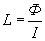 L = Φ / I